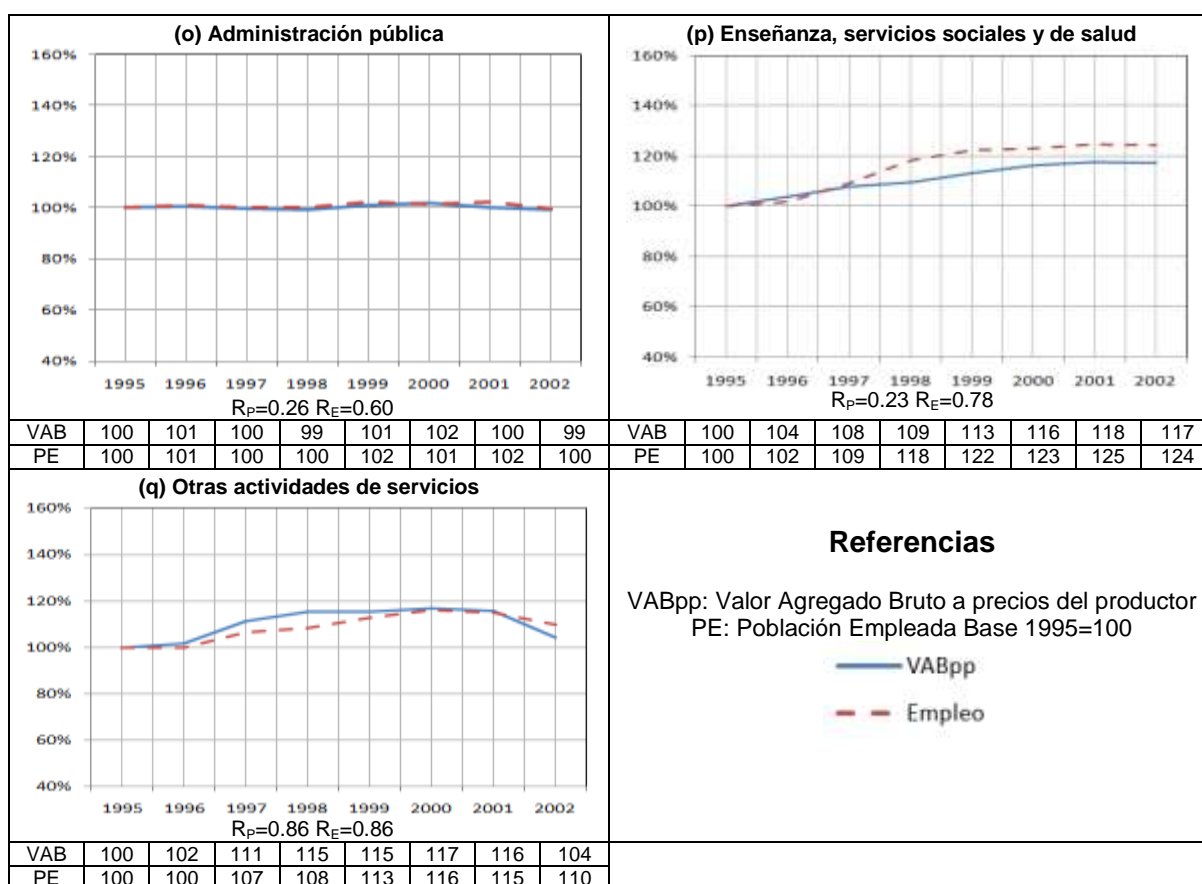 (o) Administración pública
160%
140%
120%
100%
80%
60%
40%
1995 1996 1997 1998 1999 2000 2001 2002
RP=0.26 RE=0.60
VAB 100 101 100 99 101 102 100 99
PE 100 101 100 100 102 101 102 100
(p) Enseñanza, servicios sociales y de salud
160%
140%
120%
100%
80%
60%
40%
1995 1996 1997 1998 1999 2000 2001 2002
RP=0.23 RE=0.78
VAB 100 104 108 109 113 116 118 117
PE 100 102 109 118 122 123 125 124
(q) Otras actividades de servicios
160%
140%
120%
100%
80%
60%
40%
1995 1996 1997 1998 1999 2000 2001 2002
RP=0.86 RE=0.86
VAB 100 102 111 115 115 117 116 104
PE 100 100 107 108 113 116 115 110
Referencias
VABpp: Valor Agregado Bruto a precios del productor
PE: Población Empleada Base 1995=100
VABpp
Empleo